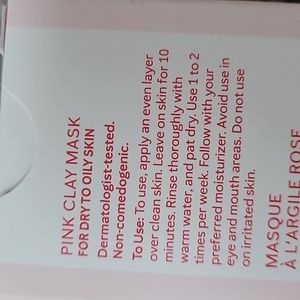 PINK CLAY MASK
FOR DRY TO OILY SKIN
Dermatologist-tested.
Non-comedogenic.
To Use: To use, apply an even layer
over clean skin. Leave on skin for 10
minutes. Rinse thoroughly with
warm water, and pat dry. Use 1 to 2
times per week. Follow with your
preferred moisturizer. Avoid use in
eye and mouth areas. Do not use
on irritated skin.
MASQUE
À L'ARGILE ROSE